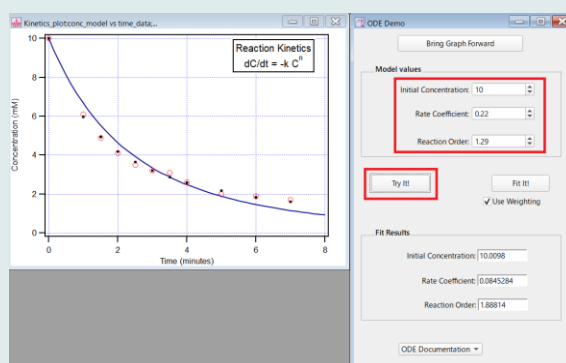 Kinetics_plot:conc_model vs time_data;...
Reaction Kinetics
dC/dt = -k Cⁿ
Concentration (mM)
10
8
6
4
2
0
0
2
4
6
8
Time (minutes)
ODE Demo
Bring Graph Forward
Model values
Initial Concentration: 10
Rate Coefficient: 0.22
Reaction Order: 1.29
Try It!
Fit It!
Use Weighting
Fit Results
Initial Concentration: 10.0098
Rate Coefficient: 0.0845284
Reaction Order: 1.88814
ODE Documentation